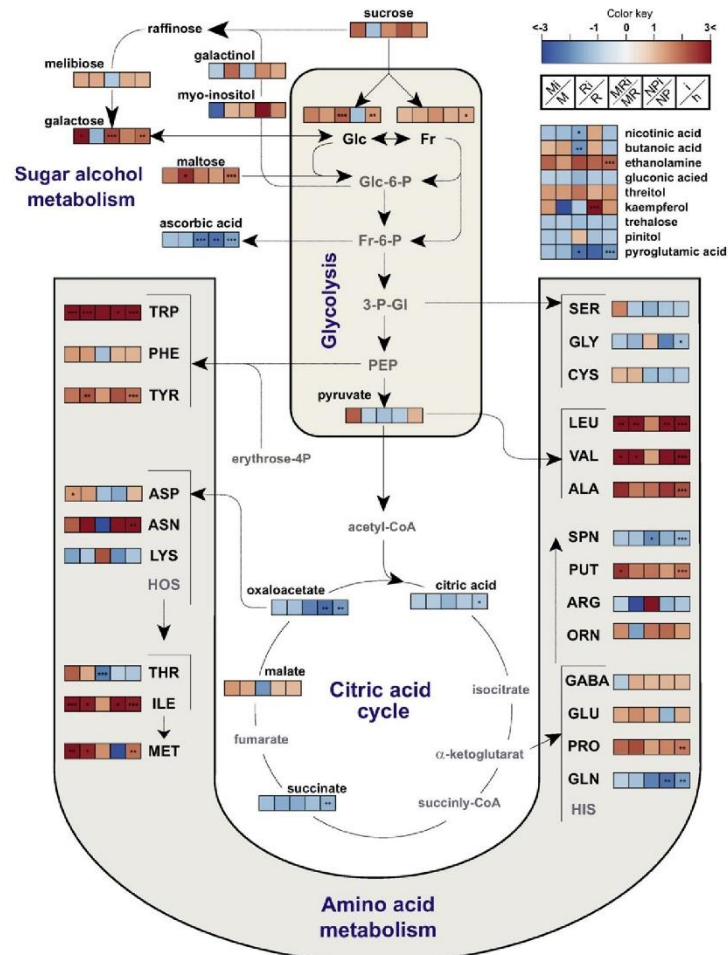 sucrose
Color key
<-3 -2 -1 0 1 2 3<
raffinose
galactinol
melibiose
myo-inositol
Mi/M Ri/R MRi/MR NPi/NP i/h
galactose
Glc Fr
nicotinic acid
butanoic acid
ethanolamine
gluconic acied
threitol
kaempferol
trehalose
pinitol
pyroglutamic acid
Sugar alcohol
metabolism
maltose
Glc-6-P
ascorbic acid
Fr-6-P
Glycolysis
3-P-Gl
PEP
pyruvate
TRP
PHE
TYR
erythrose-4P
SER
GLY
CYS
LEU
VAL
ALA
ASP
ASN
LYS
HOS
acetyl-CoA
SPN
PUT
ARG
ORN
oxaloacetate
citric acid
THR
ILE
MET
malate
Citric acid
cycle
isocitrate
fumarate
α-ketoglutarat
succinate
succinly-CoA
GABA
GLU
PRO
GLN
HIS
Amino acid
metabolism